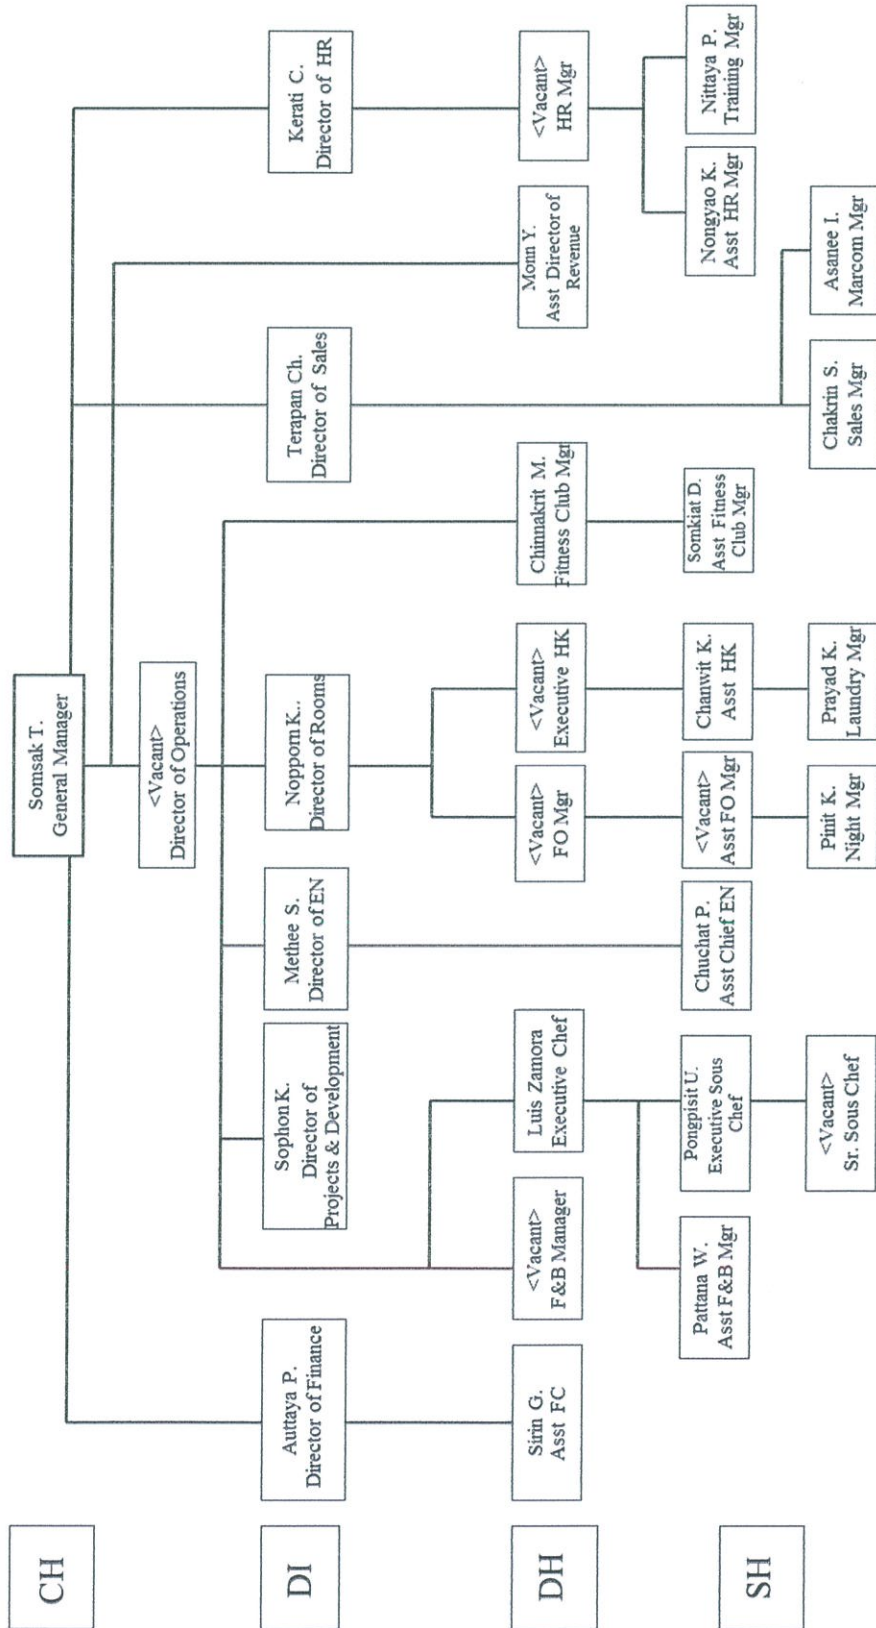 CH
Somsak T.
General Manager
<Vacant>
Director of Operations
DI
Auttaya P.
Director of Finance
Sophon K.
Director of
Projects & Development
Methee S.
Director of EN
Nopporn K..
Director of Rooms
Terapan Ch.
Director of Sales
Kerati C.
Director of HR
DH
Sirin G.
Asst FC
<Vacant>
F&B Manager
Luis Zamora
Executive Chef
<Vacant>
FO Mgr
<Vacant>
Executive HK
Chinnakrit M.
Fitness Club Mgr
Monn Y.
Asst Director of
Revenue
<Vacant>
HR Mgr
SH
Pattana W.
Asst F&B Mgr
Pongpisit U.
Executive Sous
Chef
Chuchat P.
Asst Chief EN
<Vacant>
Asst FO Mgr
Chanwit K.
Asst HK
Somkiat D.
Asst Fitness
Club Mgr
Nongyao K.
Asst HR Mgr
Nittaya P.
Training Mgr
<Vacant>
Sr. Sous Chef
Pinit K.
Night Mgr
Prayad K.
Laundry Mgr
Chakrin S.
Sales Mgr
Asanee I.
Marcom Mgr